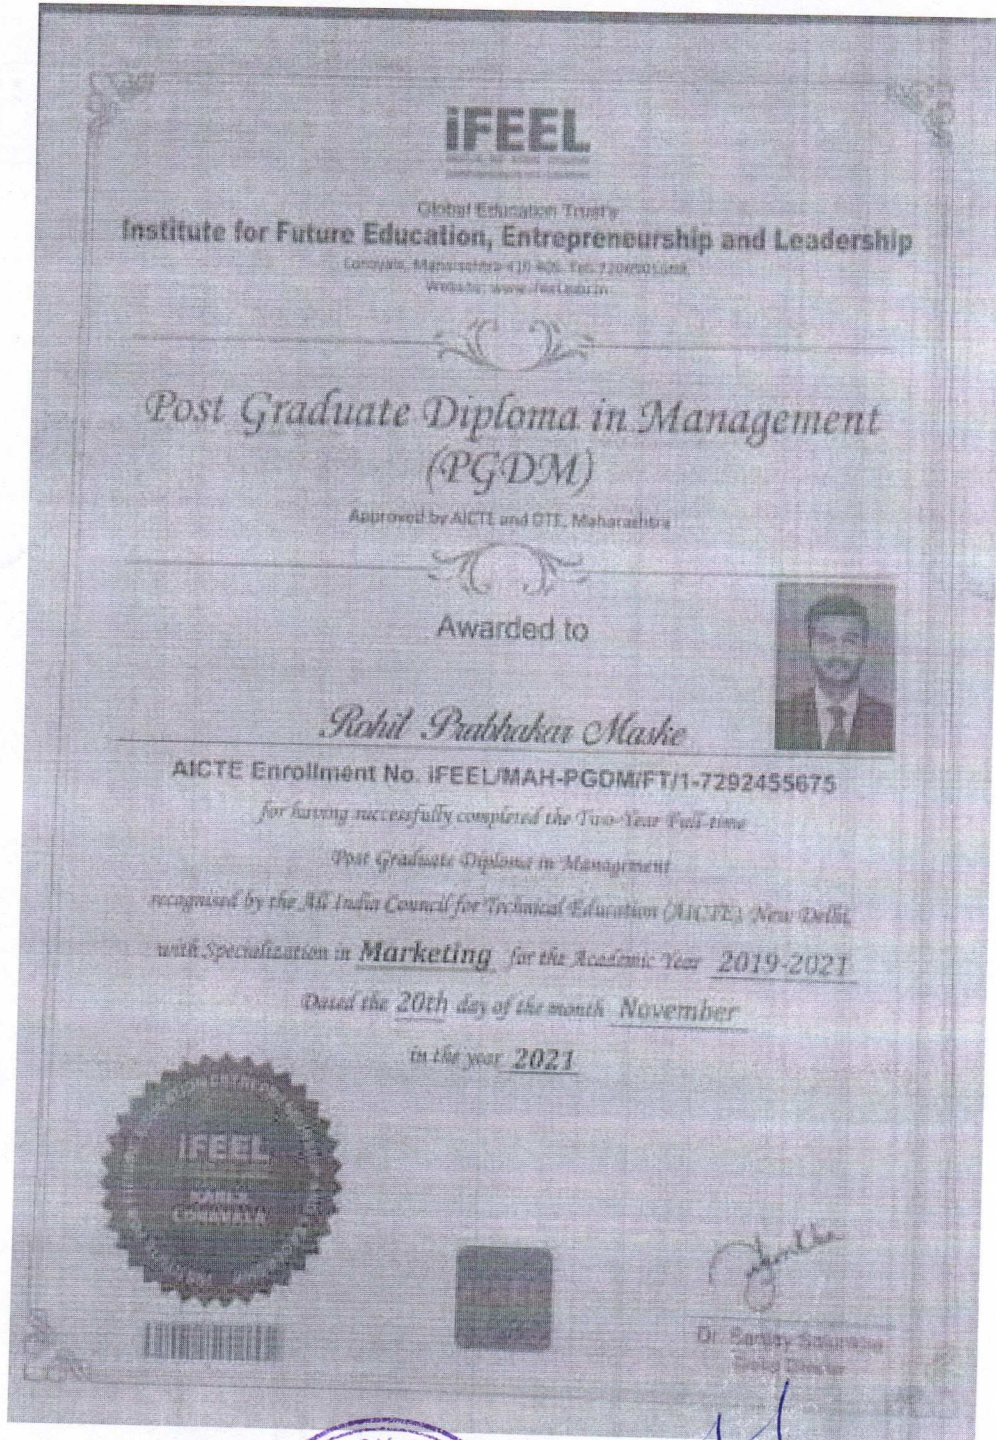 iFEEL
Global Education Trust's
Institute for Future Education, Entrepreneurship and Leadership
Lonavala, Maharashtra
Website: www.ifeel.edu.in
Post Graduate Diploma in Management
(PGDM)
Approved by AICTE and DTE, Maharashtra
Awarded to
Rohit Prabhakar Maske
AICTE Enrollment No. iFEEL/MAH-PGDM/FT/1-7292455675
for having successfully completed the Two-Year Full-time
Post Graduate Diploma in Management
recognised by the All India Council for Technical Education (AICTE), New Delhi,
with Specialization in Marketing for the Academic Year 2019-2021
Dated the 20th day of the month November
in the year 2021
iFEEL
KARLA
LONAVALA
Dr. Sanjay
Director